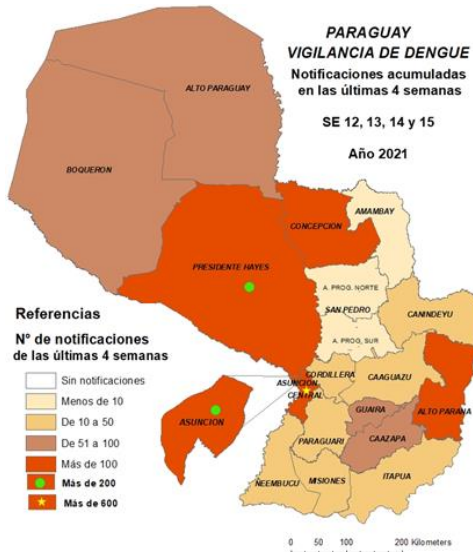 PARAGUAY
VIGILANCIA DE DENGUE
Notificaciones acumuladas
en las últimas 4 semanas
SE 12, 13, 14 y 15
Año 2021
ALTO PARAGUAY
BOQUERON
CONCEPCION
AMAMBAY
PRESIDENTE HAYES
A. PROG. NORTE
SAN PEDRO
A. PROG. SUR
CANINDEYU
CORDILLERA
ASUNCION
CENTRAL
CAAGUAZU
ALTO PARANA
GUAIRA
CAAZAPA
PARAGUARI
ÑEEMBUCU
MISIONES
ITAPUA
ASUNCION
Referencias
N° de notificaciones
de las últimas 4 semanas
Sin notificaciones
Menos de 10
De 10 a 50
De 51 a 100
Más de 100
Más de 200
Más de 600
0 50 100 200 Kilometers